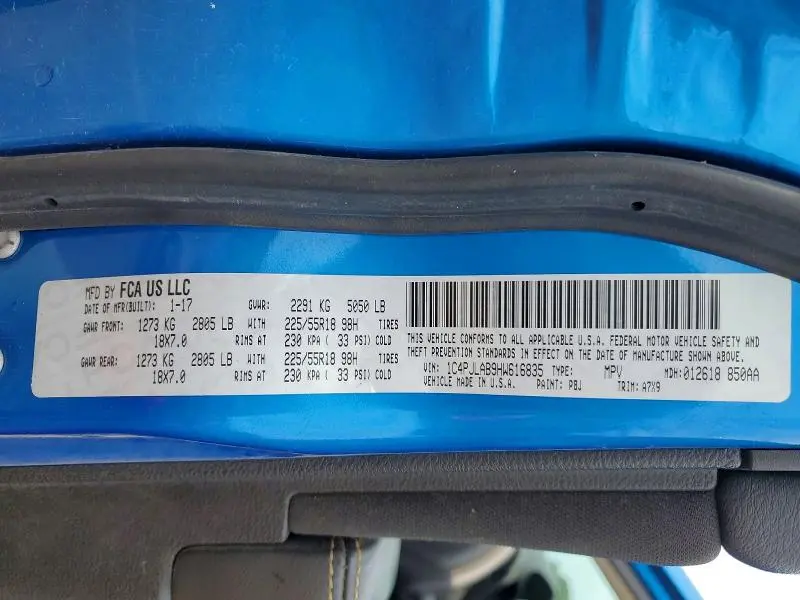 MFD BY FCA US LLC
DATE OF MFR(BUILT): 1-17 GVWR: 2291 KG 5050 LB
GAWR FRONT: 1273 KG 2805 LB WITH 225/55R18 98H TIRES
18X7.0 RIMS AT 230 KPA ( 33 PSI) COLD
GAWR REAR: 1273 KG 2805 LB WITH 225/55R18 98H TIRES
18X7.0 RIMS AT 230 KPA ( 33 PSI) COLD
THIS VEHICLE CONFORMS TO ALL APPLICABLE U.S.A. FEDERAL MOTOR VEHICLE SAFETY AND
THEFT PREVENTION STANDARDS IN EFFECT ON THE DATE OF MANUFACTURE SHOWN ABOVE.
VIN: 1C4PJLAB9HW616835 TYPE: MPV MDH: 012618 850AA
VEHICLE MADE IN U.S.A. PAINT: PBJ TRIM: A7X9